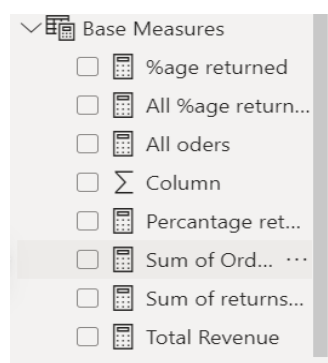 Base Measures
%age returned
All %age return...
All oders
Column
Percantage ret...
Sum of Ord... ···
Sum of returns...
Total Revenue